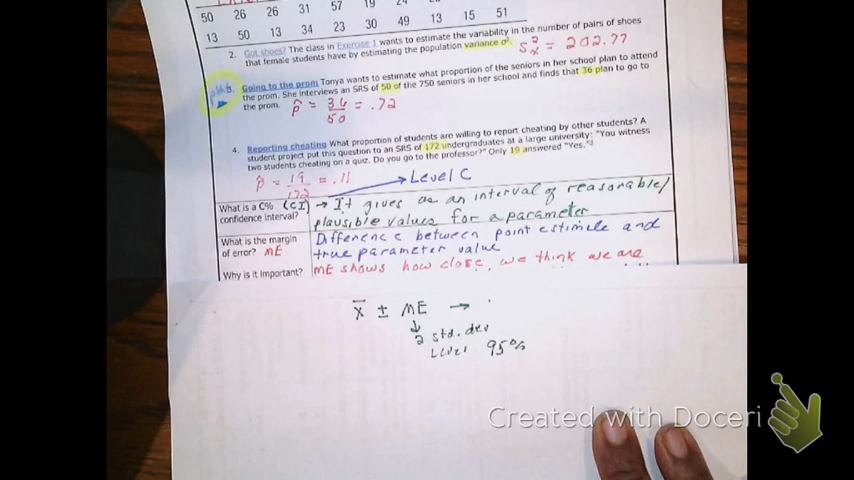 50 26 26 31 57 19 24
13 50 13 34 23 30 49 13 15 51
2. Got shoes? The class in Exercise 1 wants to estimate the variability in the number of pairs of shoes
that female students have by estimating the population variance σ². Sx² = 202.77
3. Going to the prom Tonya wants to estimate what proportion of the seniors in her school plan to attend
the prom. She interviews an SRS of 50 of the 750 seniors in her school and finds that 36 plan to go to
the prom. p̂ = 36/50 = .72
4. Reporting cheating What proportion of students are willing to report cheating by other students? A
student project put this question to an SRS of 172 undergraduates at a large university: "You witness
two students cheating on a quiz. Do you go to the professor?" Only 19 answered "Yes."
p̂ = 19/172 = .11 → Level C
What is a C% (CI) → It gives us an interval of reasonable/
confidence interval? plausible values for a parameter
What is the margin Difference between point estimate and
of error? ME true parameter value
Why is it important? ME shows how close we think we are
x̄ ± ME →
2 std. dev
Level 95%
Created with Doceri